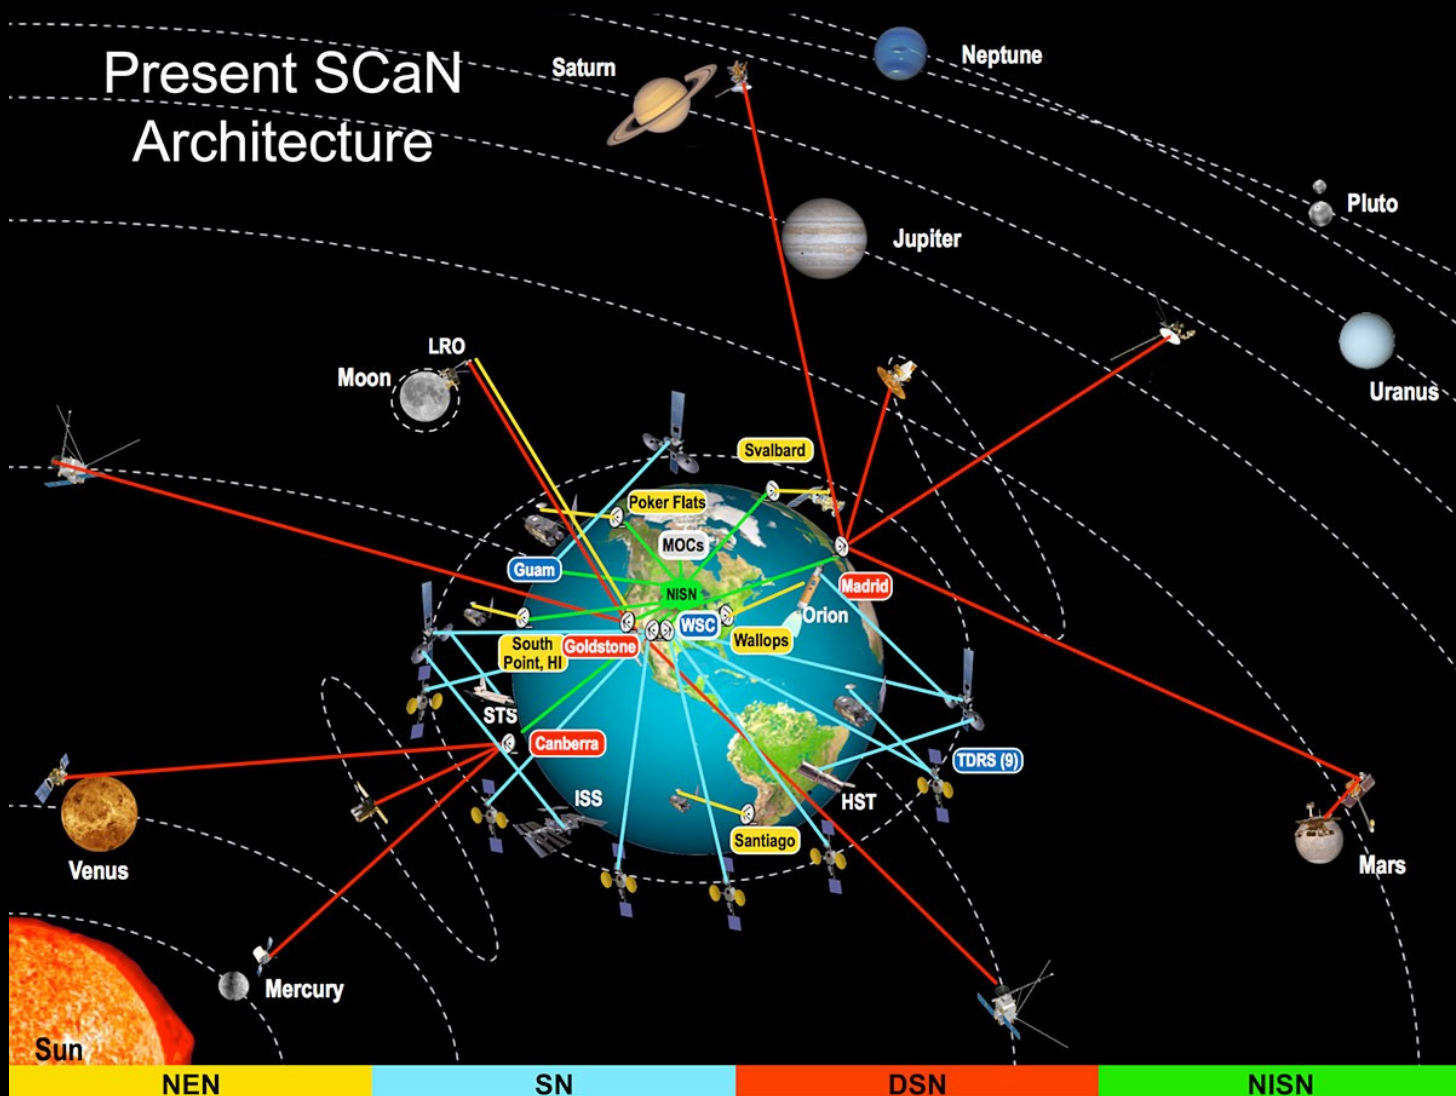 Present SCaN
Architecture
Saturn
Neptune
Pluto
Jupiter
Uranus
LRO
Moon
Svalbard
Poker Flats
MOCs
Guam
NISN
Madrid
Orion
WSC
Wallops
South
Point, HI
Goldstone
STS
Canberra
TDRS (9)
ISS
HST
Santiago
Venus
Mars
Mercury
Sun
NEN
SN
DSN
NISN